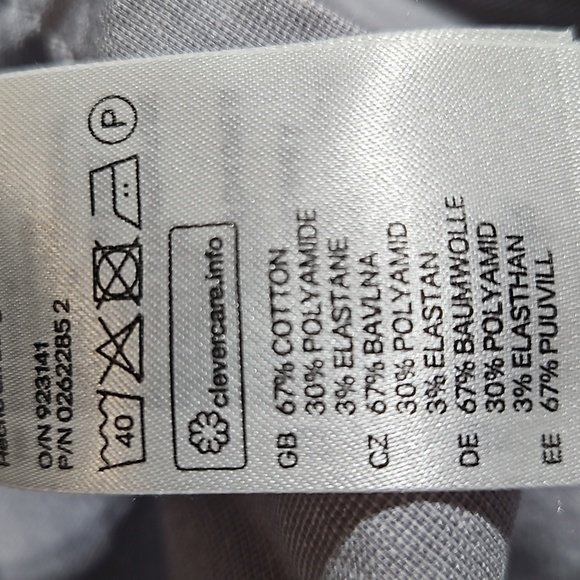 O/N 923141
P/N 0262285 2
40
P
clevercare.info
GB 67% COTTON
30% POLYAMIDE
3% ELASTANE
CZ 67% BAVLNA
30% POLYAMID
3% ELASTAN
DE 67% BAUMWOLLE
30% POLYAMID
3% ELASTHAN
EE 67% PUUVILL